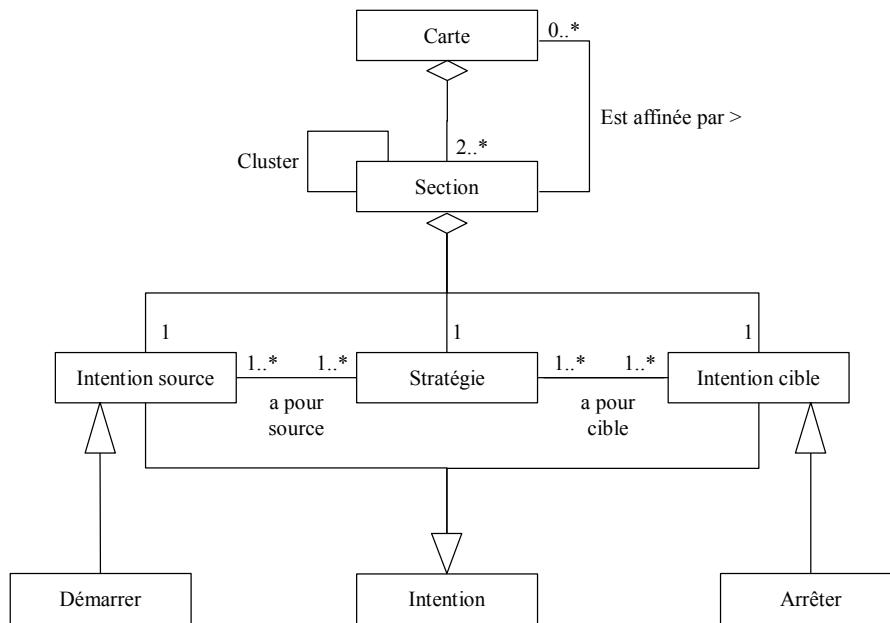 Carte
0..*
Est affinée par >
Cluster
2..*
Section
1
1
1
Intention source
1..*
1..*
Stratégie
1..*
1..*
Intention cible
a pour
source
a pour
cible
Démarrer
Intention
Arrêter